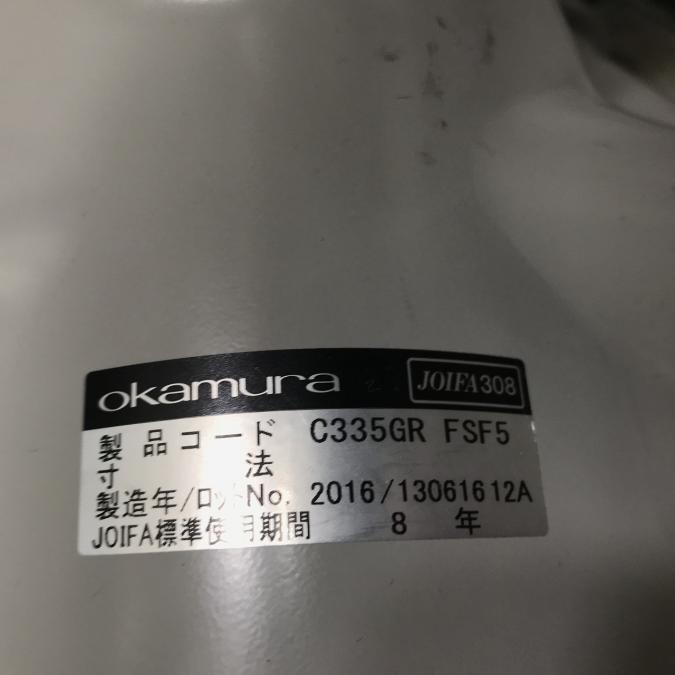 okamura JOIFA308
製品コード C335GR FSF5
寸法
製造年/ロットNo. 2016/13061612A
JOIFA標準使用期間 8年